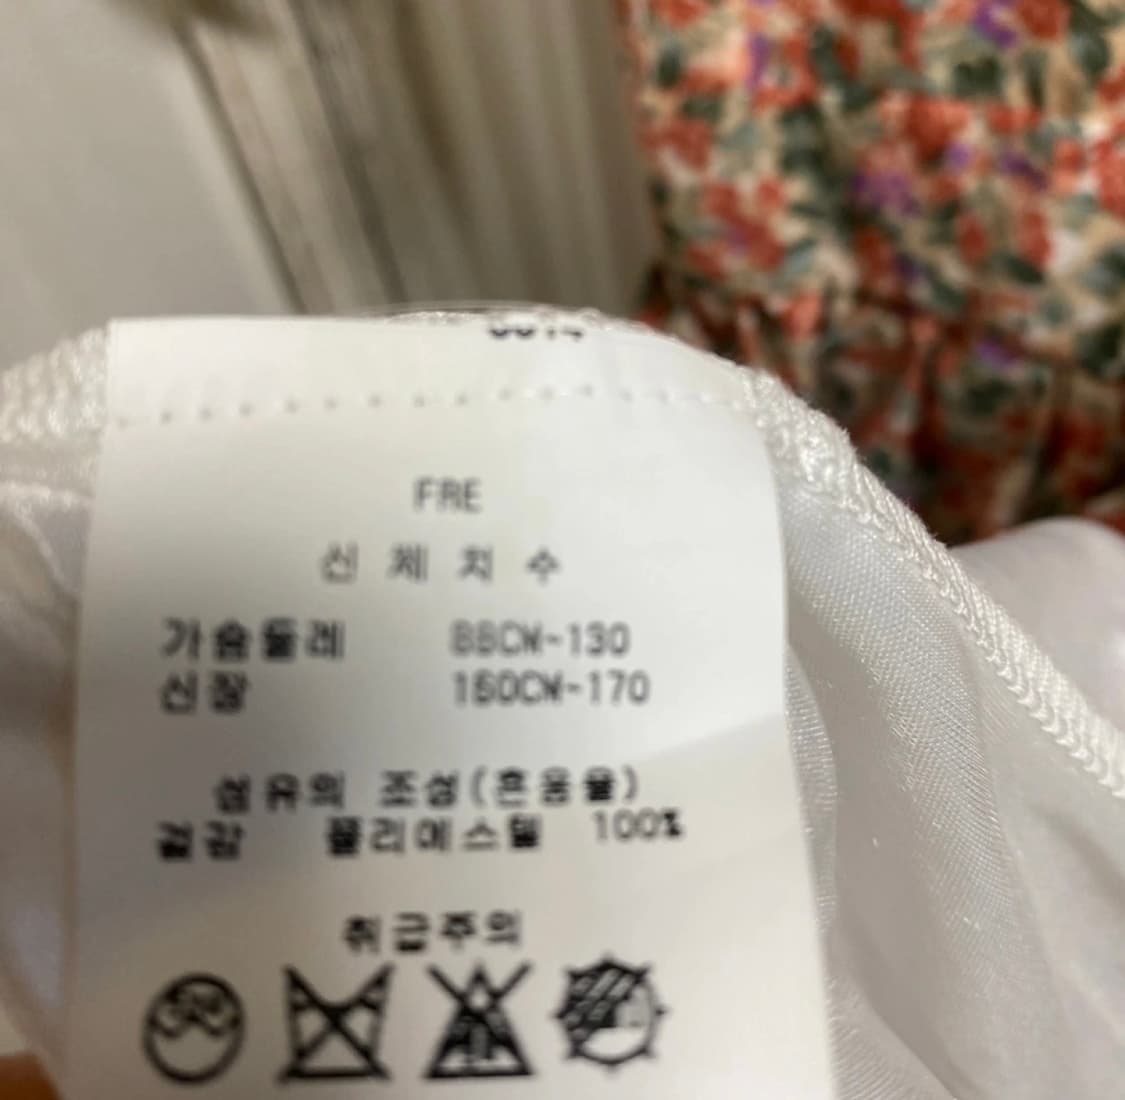 FRE
신체치수
가슴둘레 88CM~130
신장 160CM~170
섬유의 조성(혼용율)
겉감 폴리에스텔 100%
취급주의